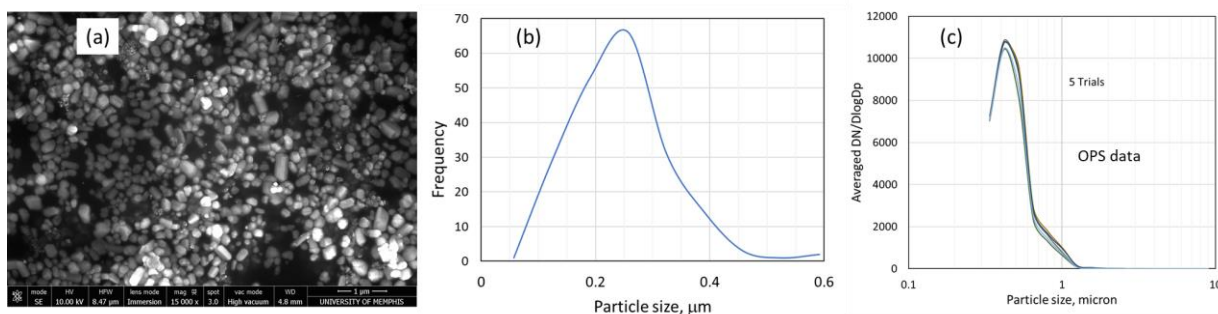 (a)
mode
SE
HV
10.00 kV
HFW
8.47 µm
lens mode
Immersion
mag
15 000 x
spot
3.0
vac mode
High vacuum
WD
4.8 mm
1 µm
UNIVERSITY OF MEMPHIS
(b)
Frequency
70
60
50
40
30
20
10
0
0
0.2
0.4
0.6
Particle size, µm
(c)
Averaged DN/DlogDp
12000
10000
8000
6000
4000
2000
0
5 Trials
OPS data
0.1
1
10
Particle size, micron